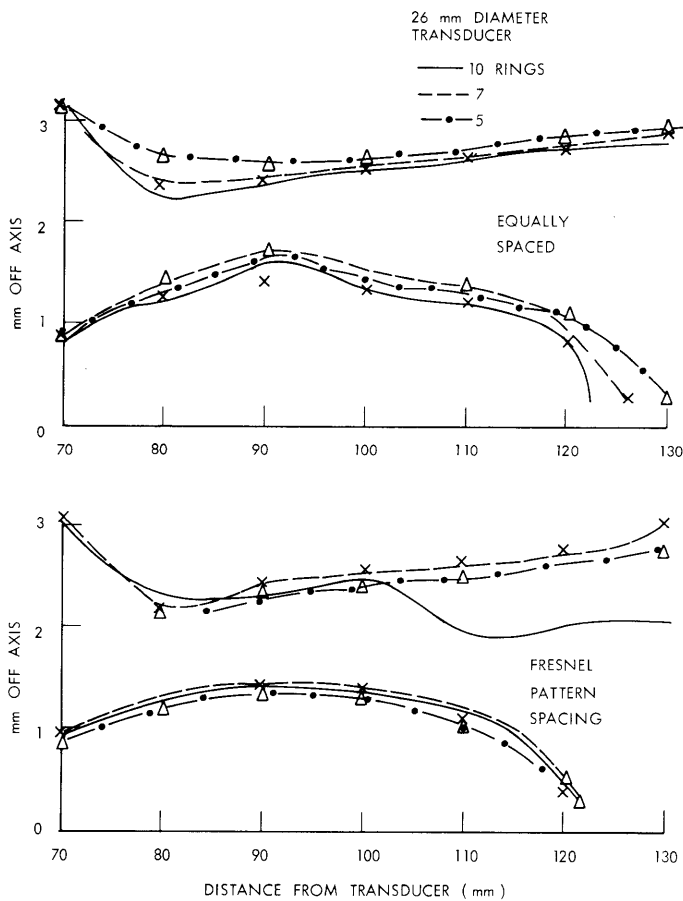 26 mm DIAMETER
TRANSDUCER
10 RINGS
7
5
3
2
1
0
mm OFF AXIS
EQUALLY
SPACED
70 80 90 100 110 120 130
3
2
1
0
mm OFF AXIS
FRESNEL
PATTERN
SPACING
70 80 90 100 110 120 130
DISTANCE FROM TRANSDUCER ( mm )